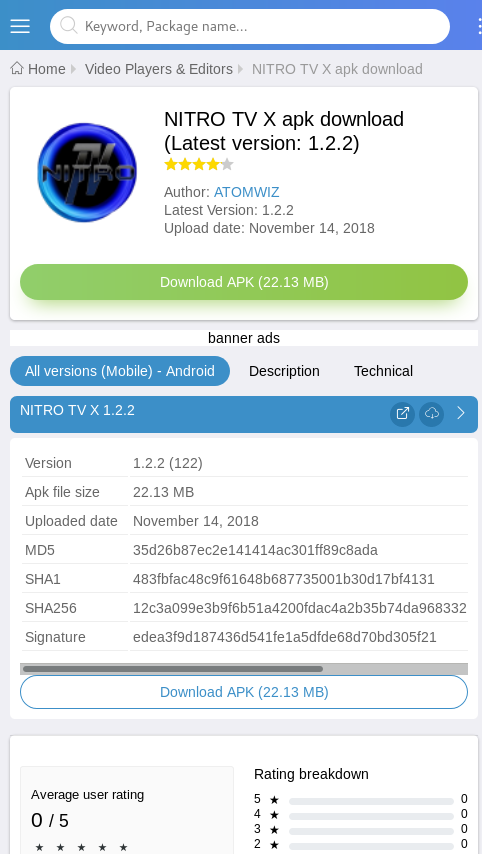 Keyword, Package name...
Home Video Players & Editors NITRO TV X apk download
NITRO TV X apk download
(Latest version: 1.2.2)
TV
NITRO
Author: ATOMWIZ
Latest Version: 1.2.2
Upload date: November 14, 2018
Download APK (22.13 MB)
banner ads
All versions (Mobile) - Android Description Technical
NITRO TV X 1.2.2
Version 1.2.2 (122)
Apk file size 22.13 MB
Uploaded date November 14, 2018
MD5 35d26b87ec2e141414ac301ff89c8ada
SHA1 483fbfac48c9f61648b687735001b30d17bf4131
SHA256 12c3a099e3b9f6b51a4200fdac4a2b35b74da968332
Signature edea3f9d187436d541fe1a5dfde68d70bd305f21
Download APK (22.13 MB)
Average user rating
0 / 5
Rating breakdown
5 ★ 0
4 ★ 0
3 ★ 0
2 ★ 0